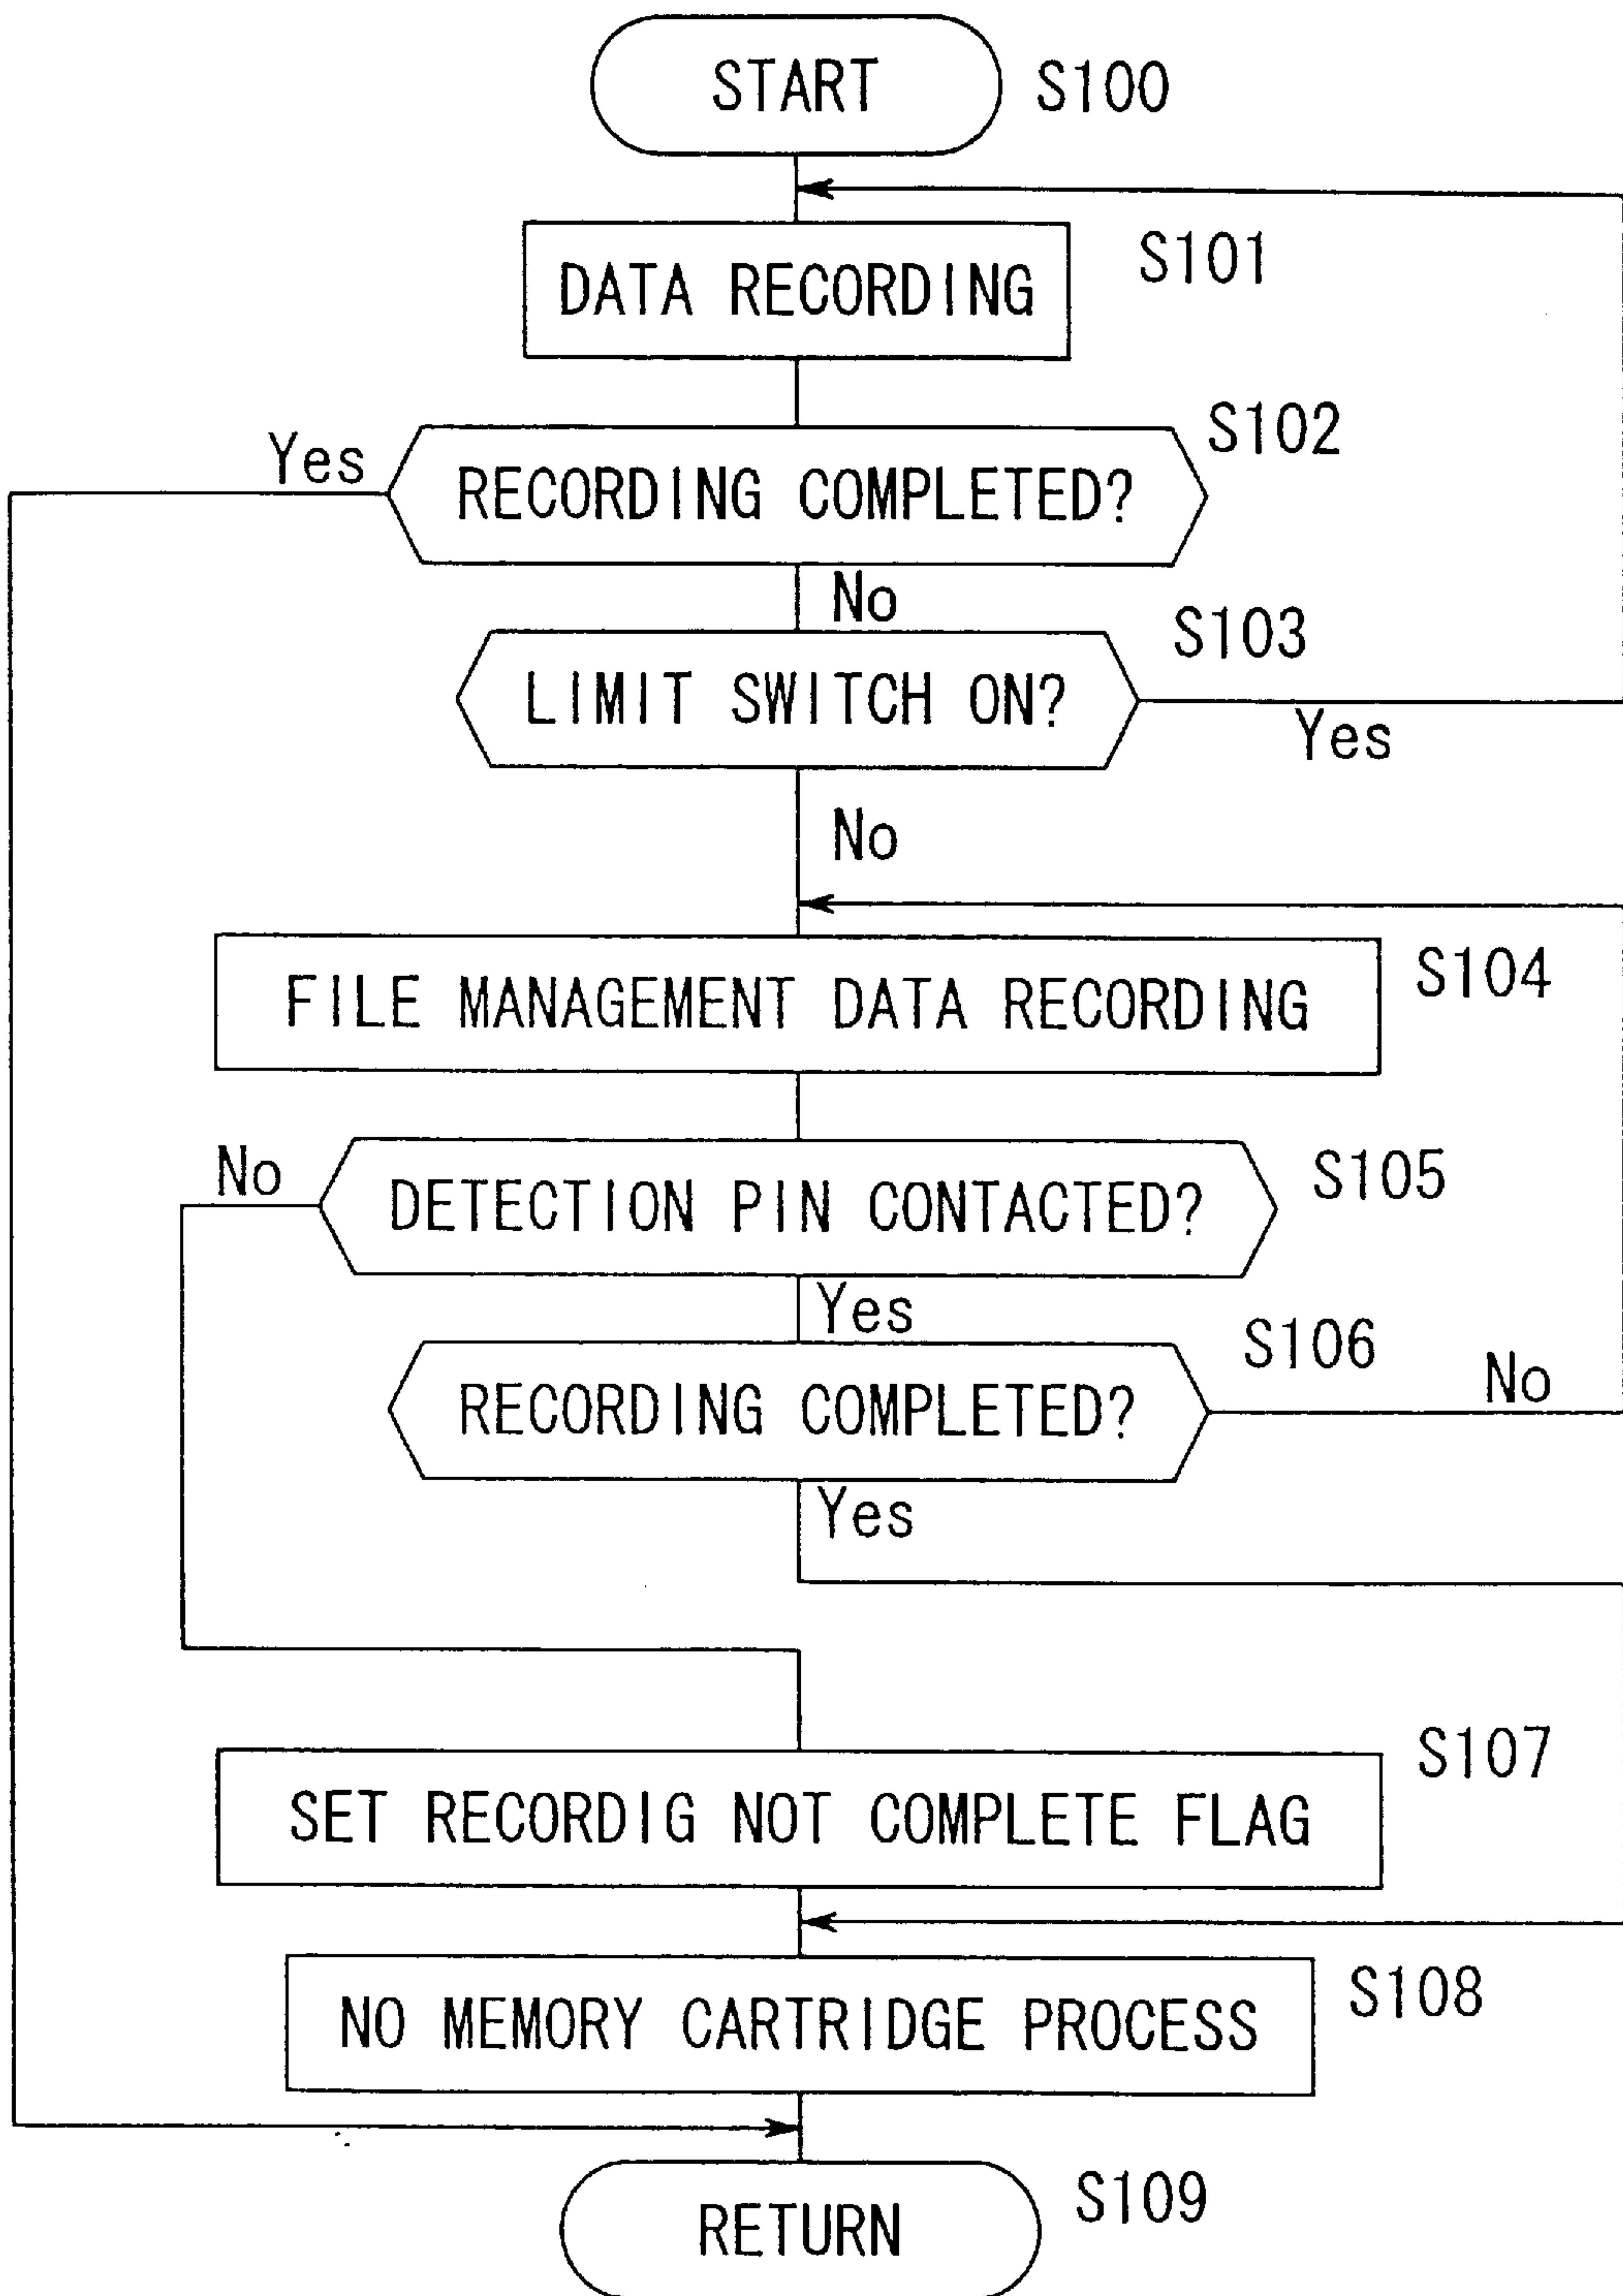 START S100
DATA RECORDING S101
S102
Yes RECORDING COMPLETED?
No
S103
LIMIT SWITCH ON?
Yes
No
FILE MANAGEMENT DATA RECORDING S104
No DETECTION PIN CONTACTED? S105
Yes
S106
RECORDING COMPLETED? No
Yes
S107
SET RECORDIG NOT COMPLETE FLAG
NO MEMORY CARTRIDGE PROCESS S108
RETURN S109